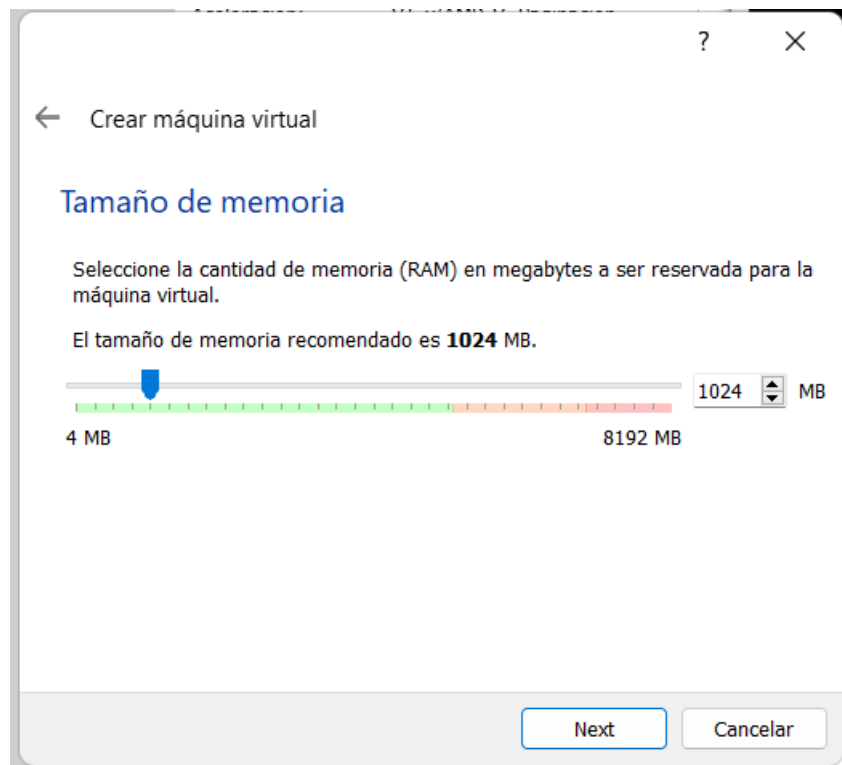 ?
Crear máquina virtual
Tamaño de memoria
Seleccione la cantidad de memoria (RAM) en megabytes a ser reservada para la
máquina virtual.
El tamaño de memoria recomendado es 1024 MB.
1024 MB
4 MB 8192 MB
Next Cancelar